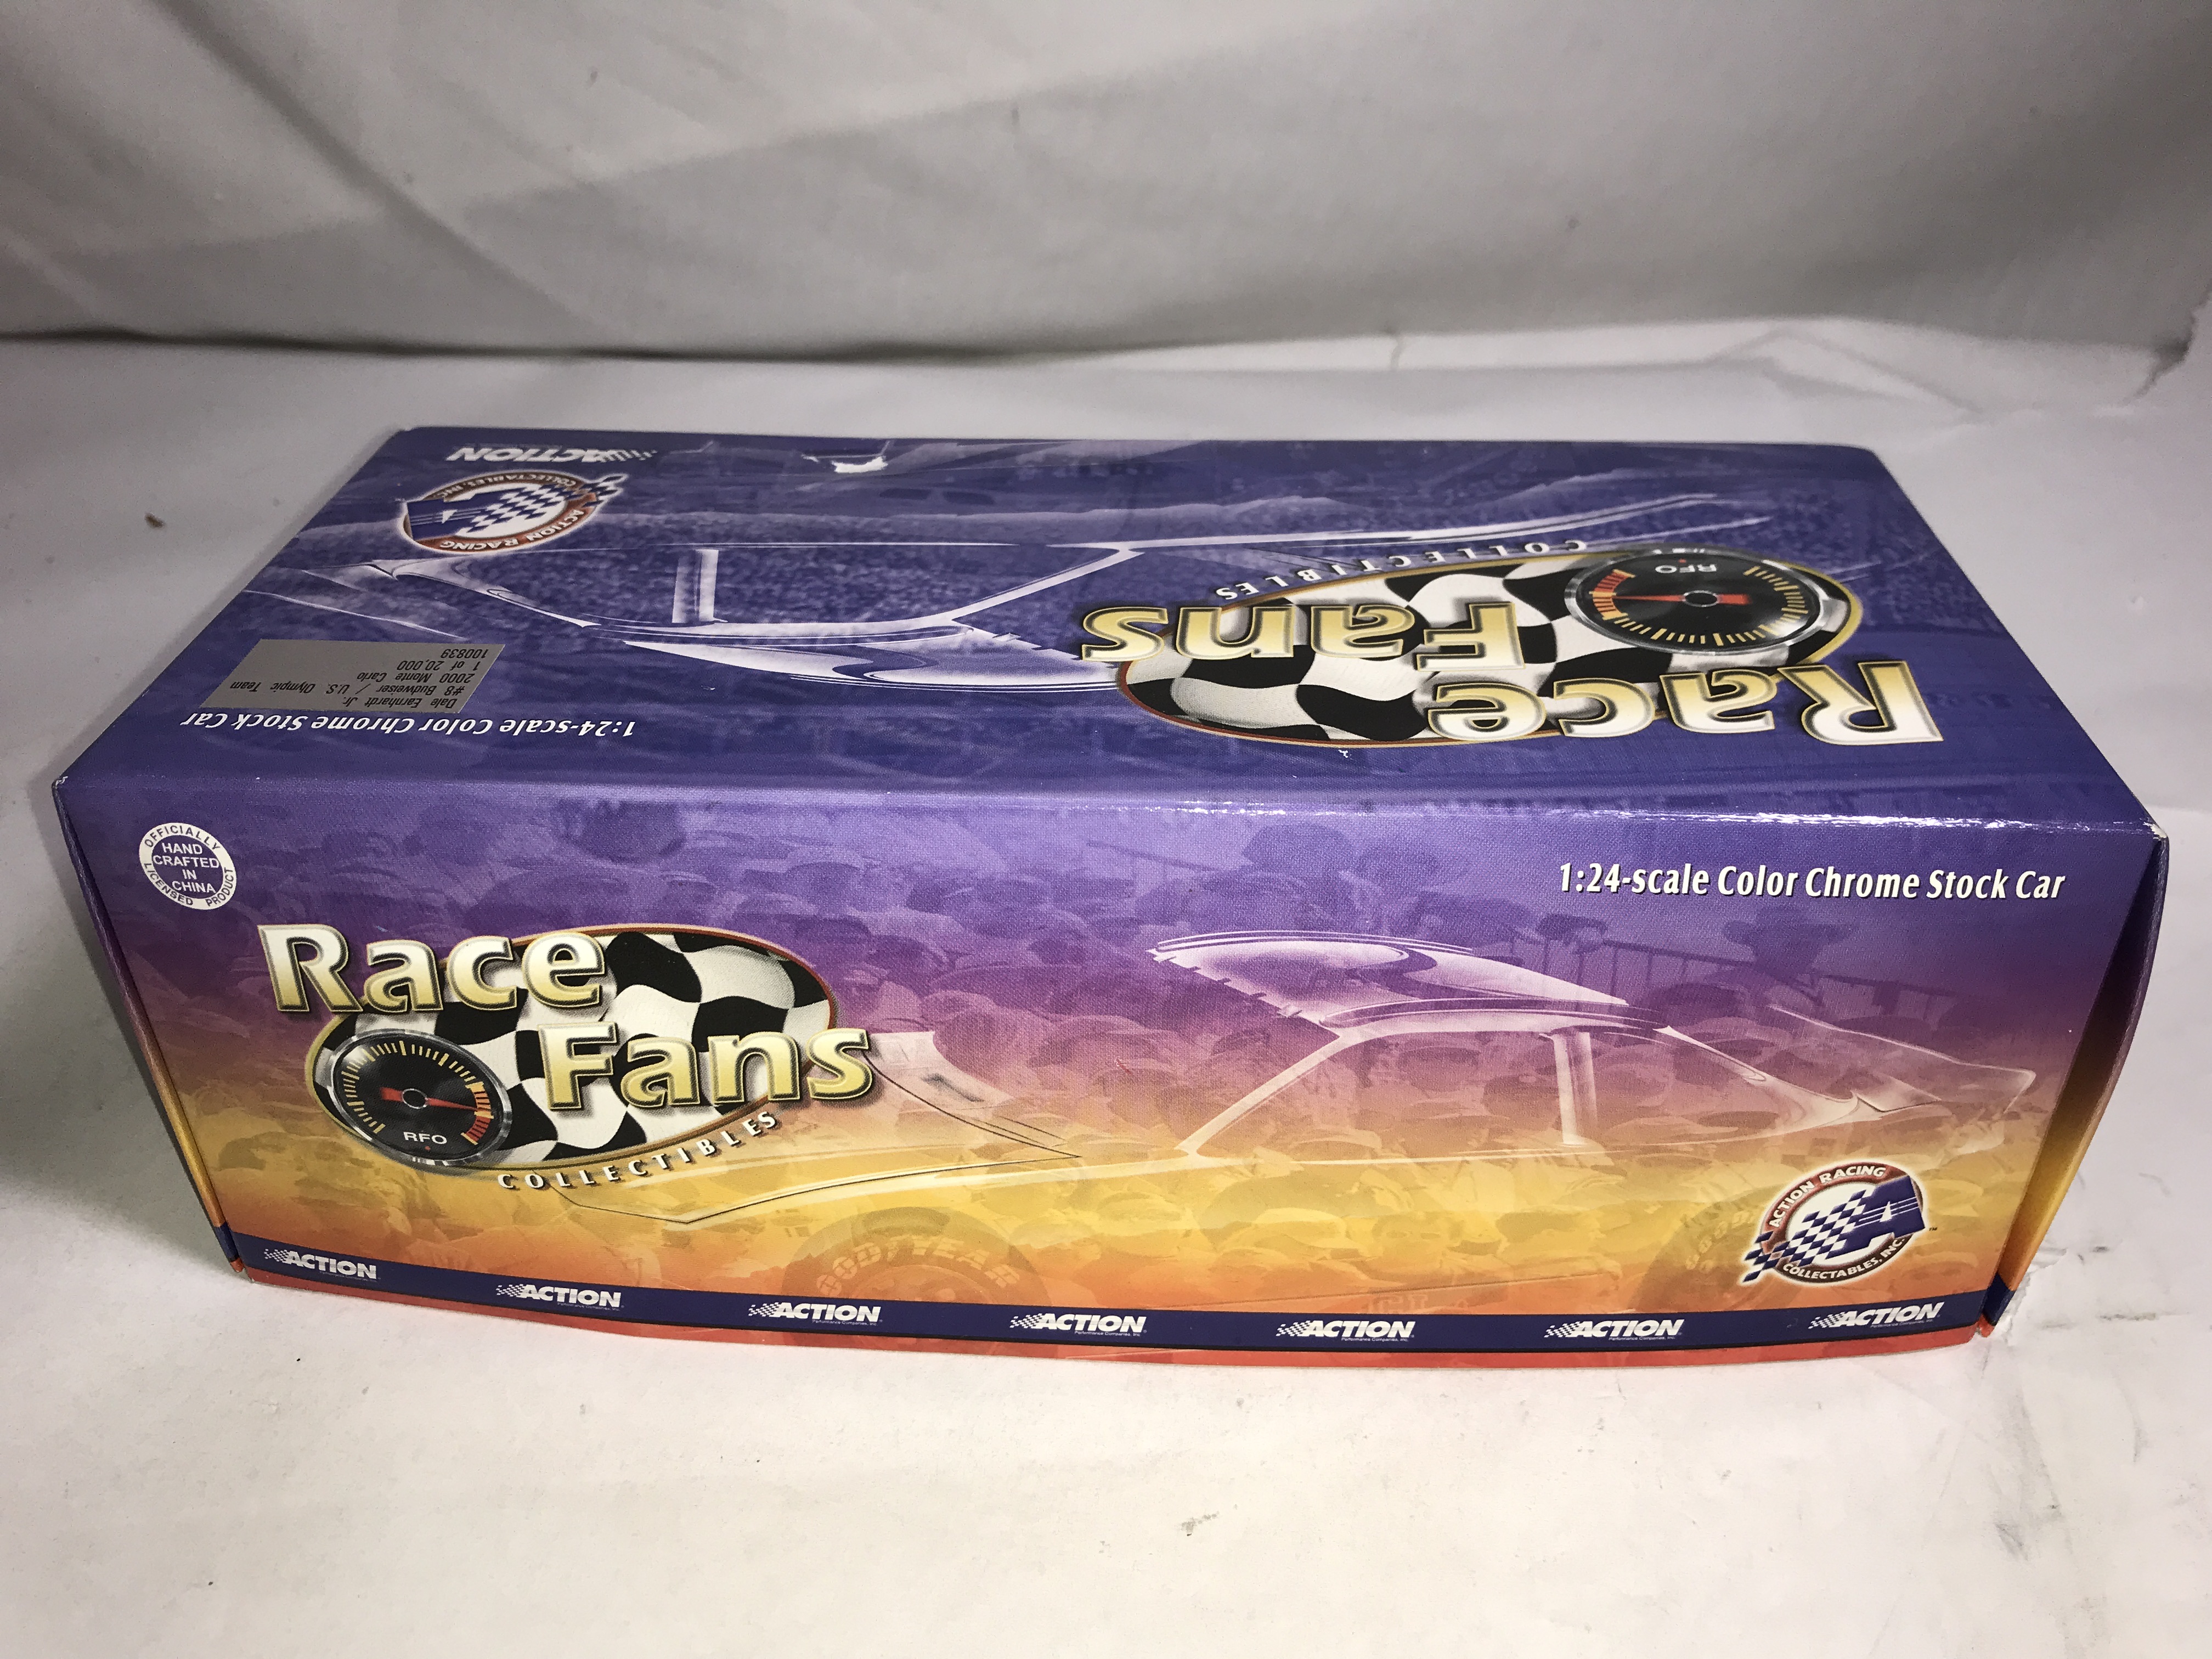 ACTION
ACTION RACING
COLLECTABLES, INC.
Race
Fans
COLLECTIBLES
RFO
Dale Earnhardt Jr.
#8 Budweiser / U.S. Olympic Team
2000 Monte Carlo
1 of 20,000
100839
1:24-scale Color Chrome Stock Car
OFFICIALLY
HAND
CRAFTED
IN
CHINA
LICENSED PRODUCT
1:24-scale Color Chrome Stock Car
Race
Fans
COLLECTIBLES
RFO
GOODYEAR
ACTION RACING
COLLECTABLES, INC.
TM
ACTION
ACTION
ACTION
ACTION
ACTION
ACTION
ACTION